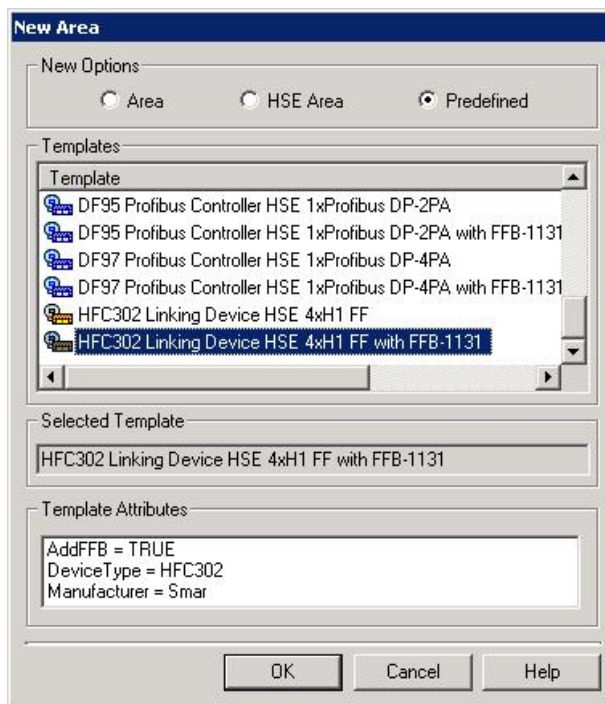 New Area
New Options
Area HSE Area Predefined
Templates
Template
DF95 Profibus Controller HSE 1xProfibus DP-2PA
DF95 Profibus Controller HSE 1xProfibus DP-2PA with FFB-1131
DF97 Profibus Controller HSE 1xProfibus DP-4PA
DF97 Profibus Controller HSE 1xProfibus DP-4PA with FFB-1131
HFC302 Linking Device HSE 4xH1 FF
HFC302 Linking Device HSE 4xH1 FF with FFB-1131
Selected Template
HFC302 Linking Device HSE 4xH1 FF with FFB-1131
Template Attributes
AddFFB = TRUE
DeviceType = HFC302
Manufacturer = Smar
OK Cancel Help